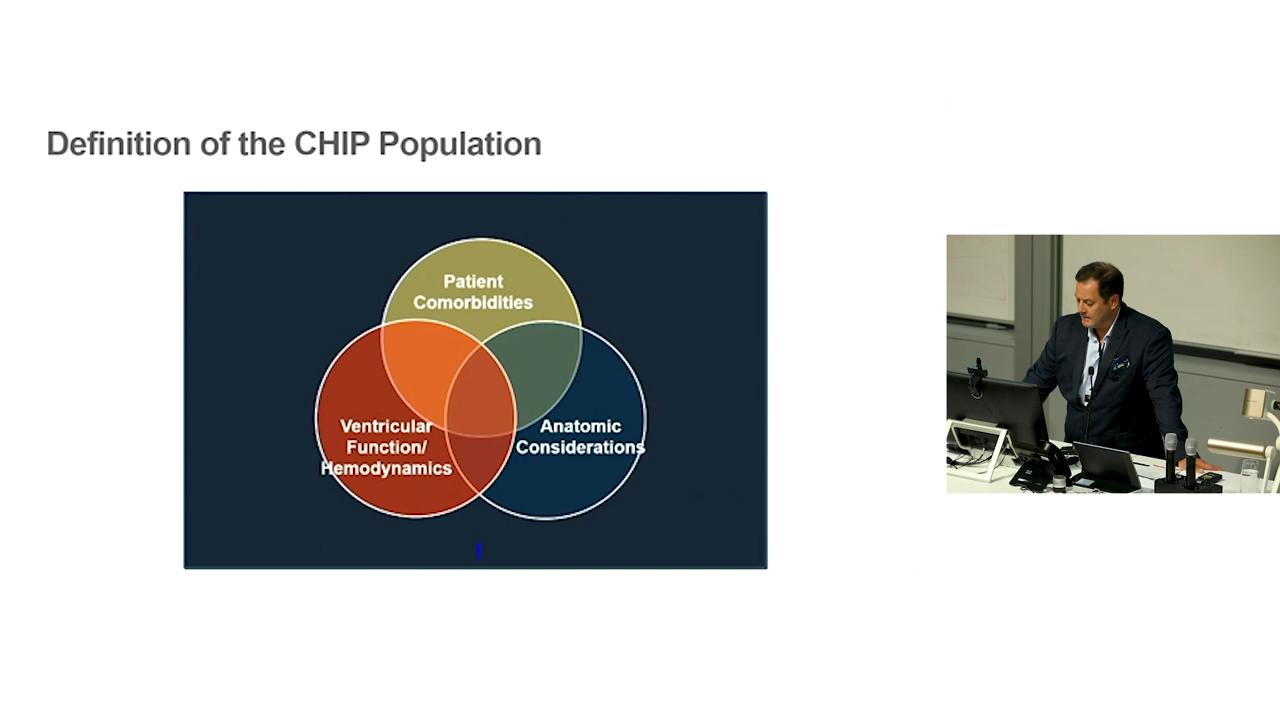 Definition of the CHIP Population
Patient
Comorbidities
Ventricular
Function/
Hemodynamics
Anatomic
Considerations